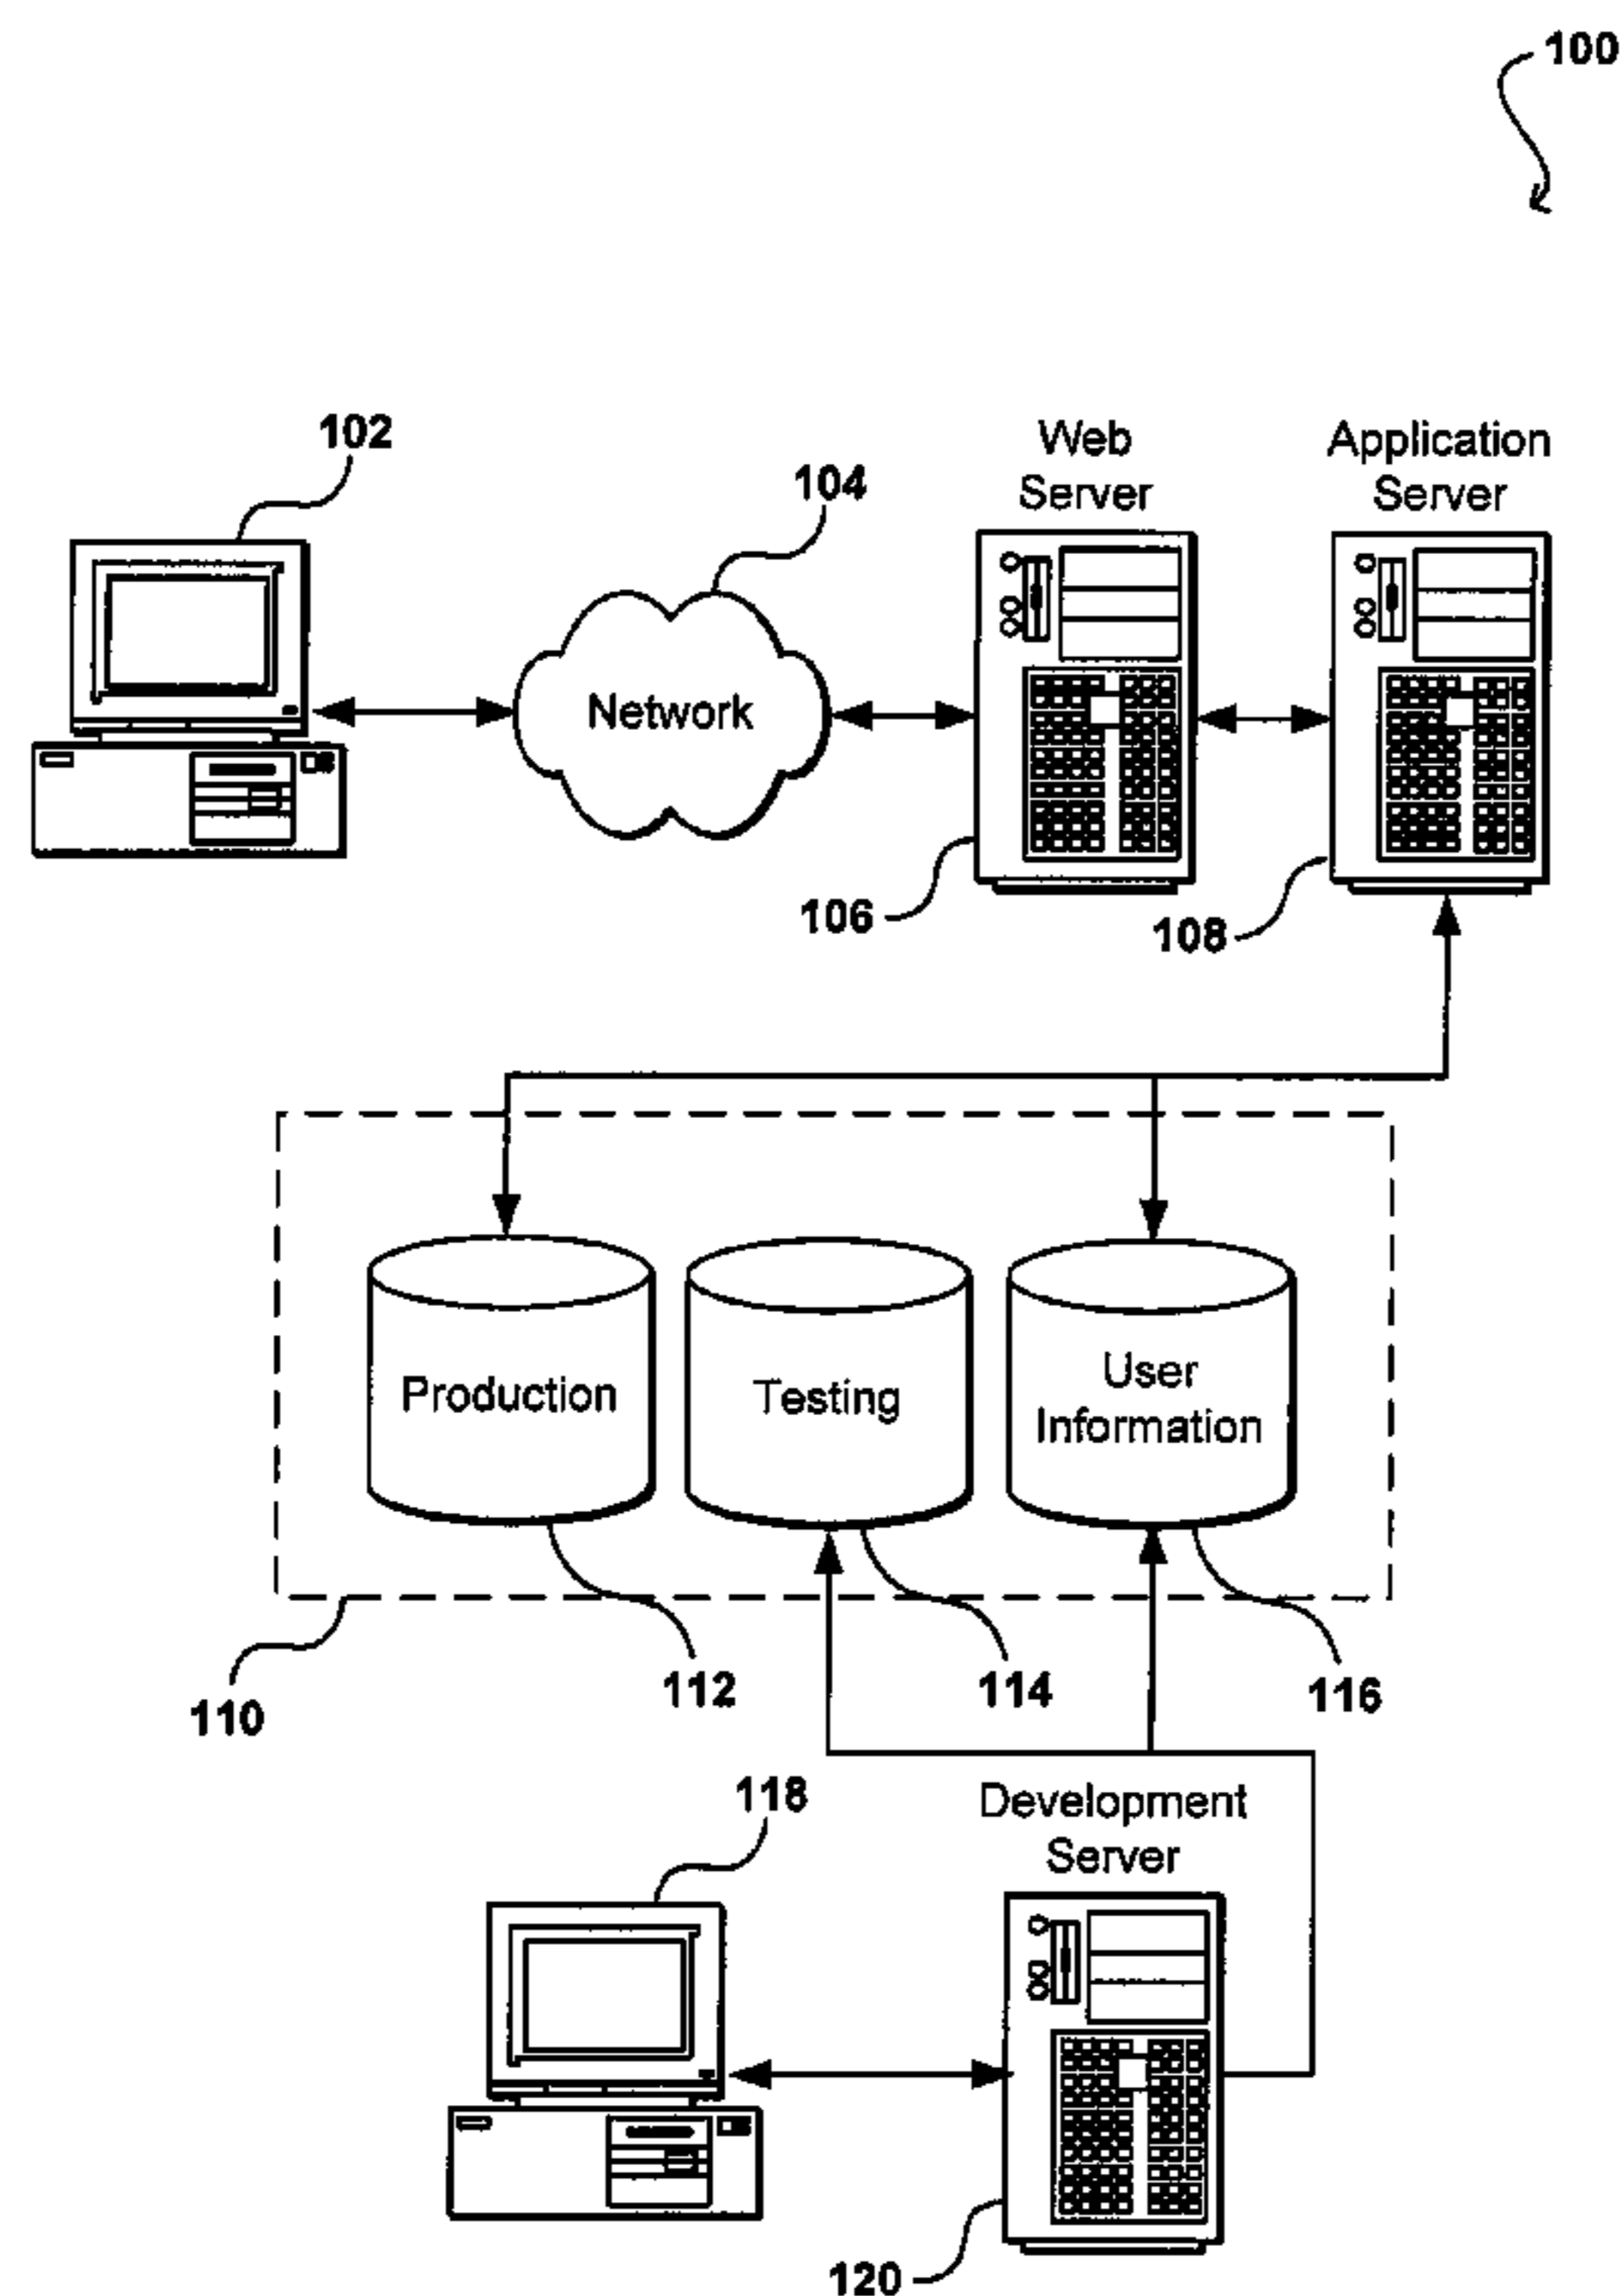 100
102
104
Web
Server
Application
Server
Network
106
108
Production
Testing
User
Information
110
112
114
116
118
Development
Server
120